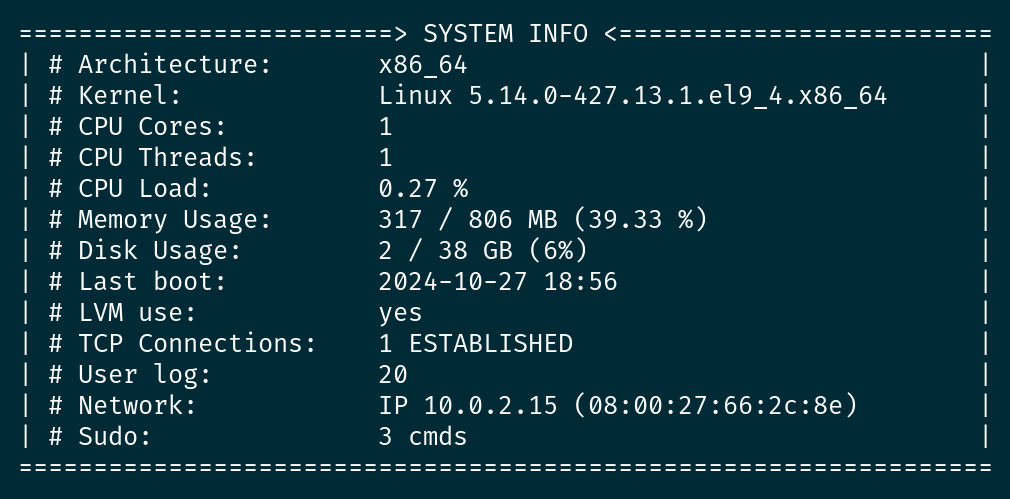 =========================> SYSTEM INFO <=========================
| # Architecture:       x86_64                                  |
| # Kernel:             Linux 5.14.0-427.13.1.el9_4.x86_64      |
| # CPU Cores:          1                                       |
| # CPU Threads:        1                                       |
| # CPU Load:           0.27 %                                  |
| # Memory Usage:       317 / 806 MB (39.33 %)                  |
| # Disk Usage:         2 / 38 GB (6%)                          |
| # Last boot:          2024-10-27 18:56                        |
| # LVM use:            yes                                     |
| # TCP Connections:    1 ESTABLISHED                           |
| # User log:           20                                      |
| # Network:            IP 10.0.2.15 (08:00:27:66:2c:8e)        |
| # Sudo:               3 cmds                                  |
=================================================================